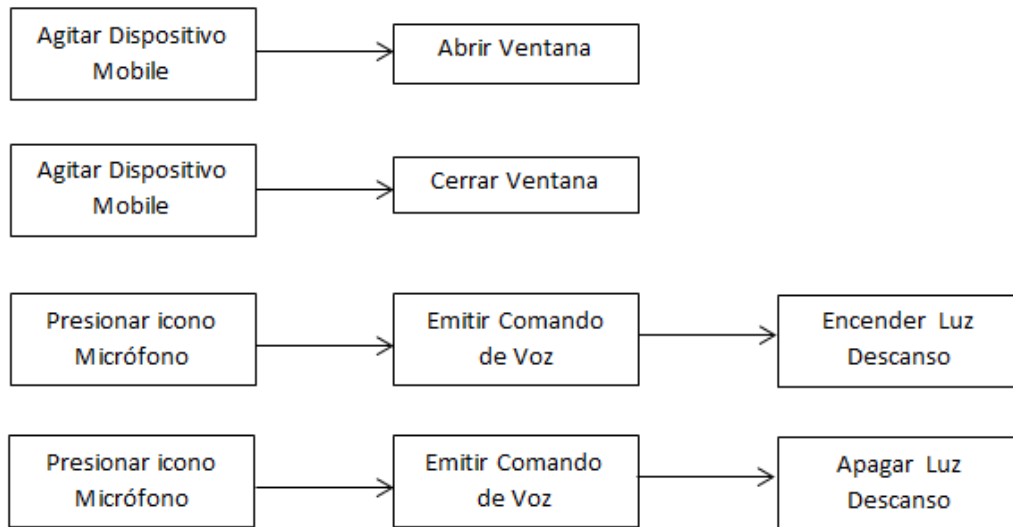 Agitar Dispositivo
Mobile
Abrir Ventana
Agitar Dispositivo
Mobile
Cerrar Ventana
Presionar icono
Micrófono
Emitir Comando
de Voz
Encender Luz
Descanso
Presionar icono
Micrófono
Emitir Comando
de Voz
Apagar Luz
Descanso